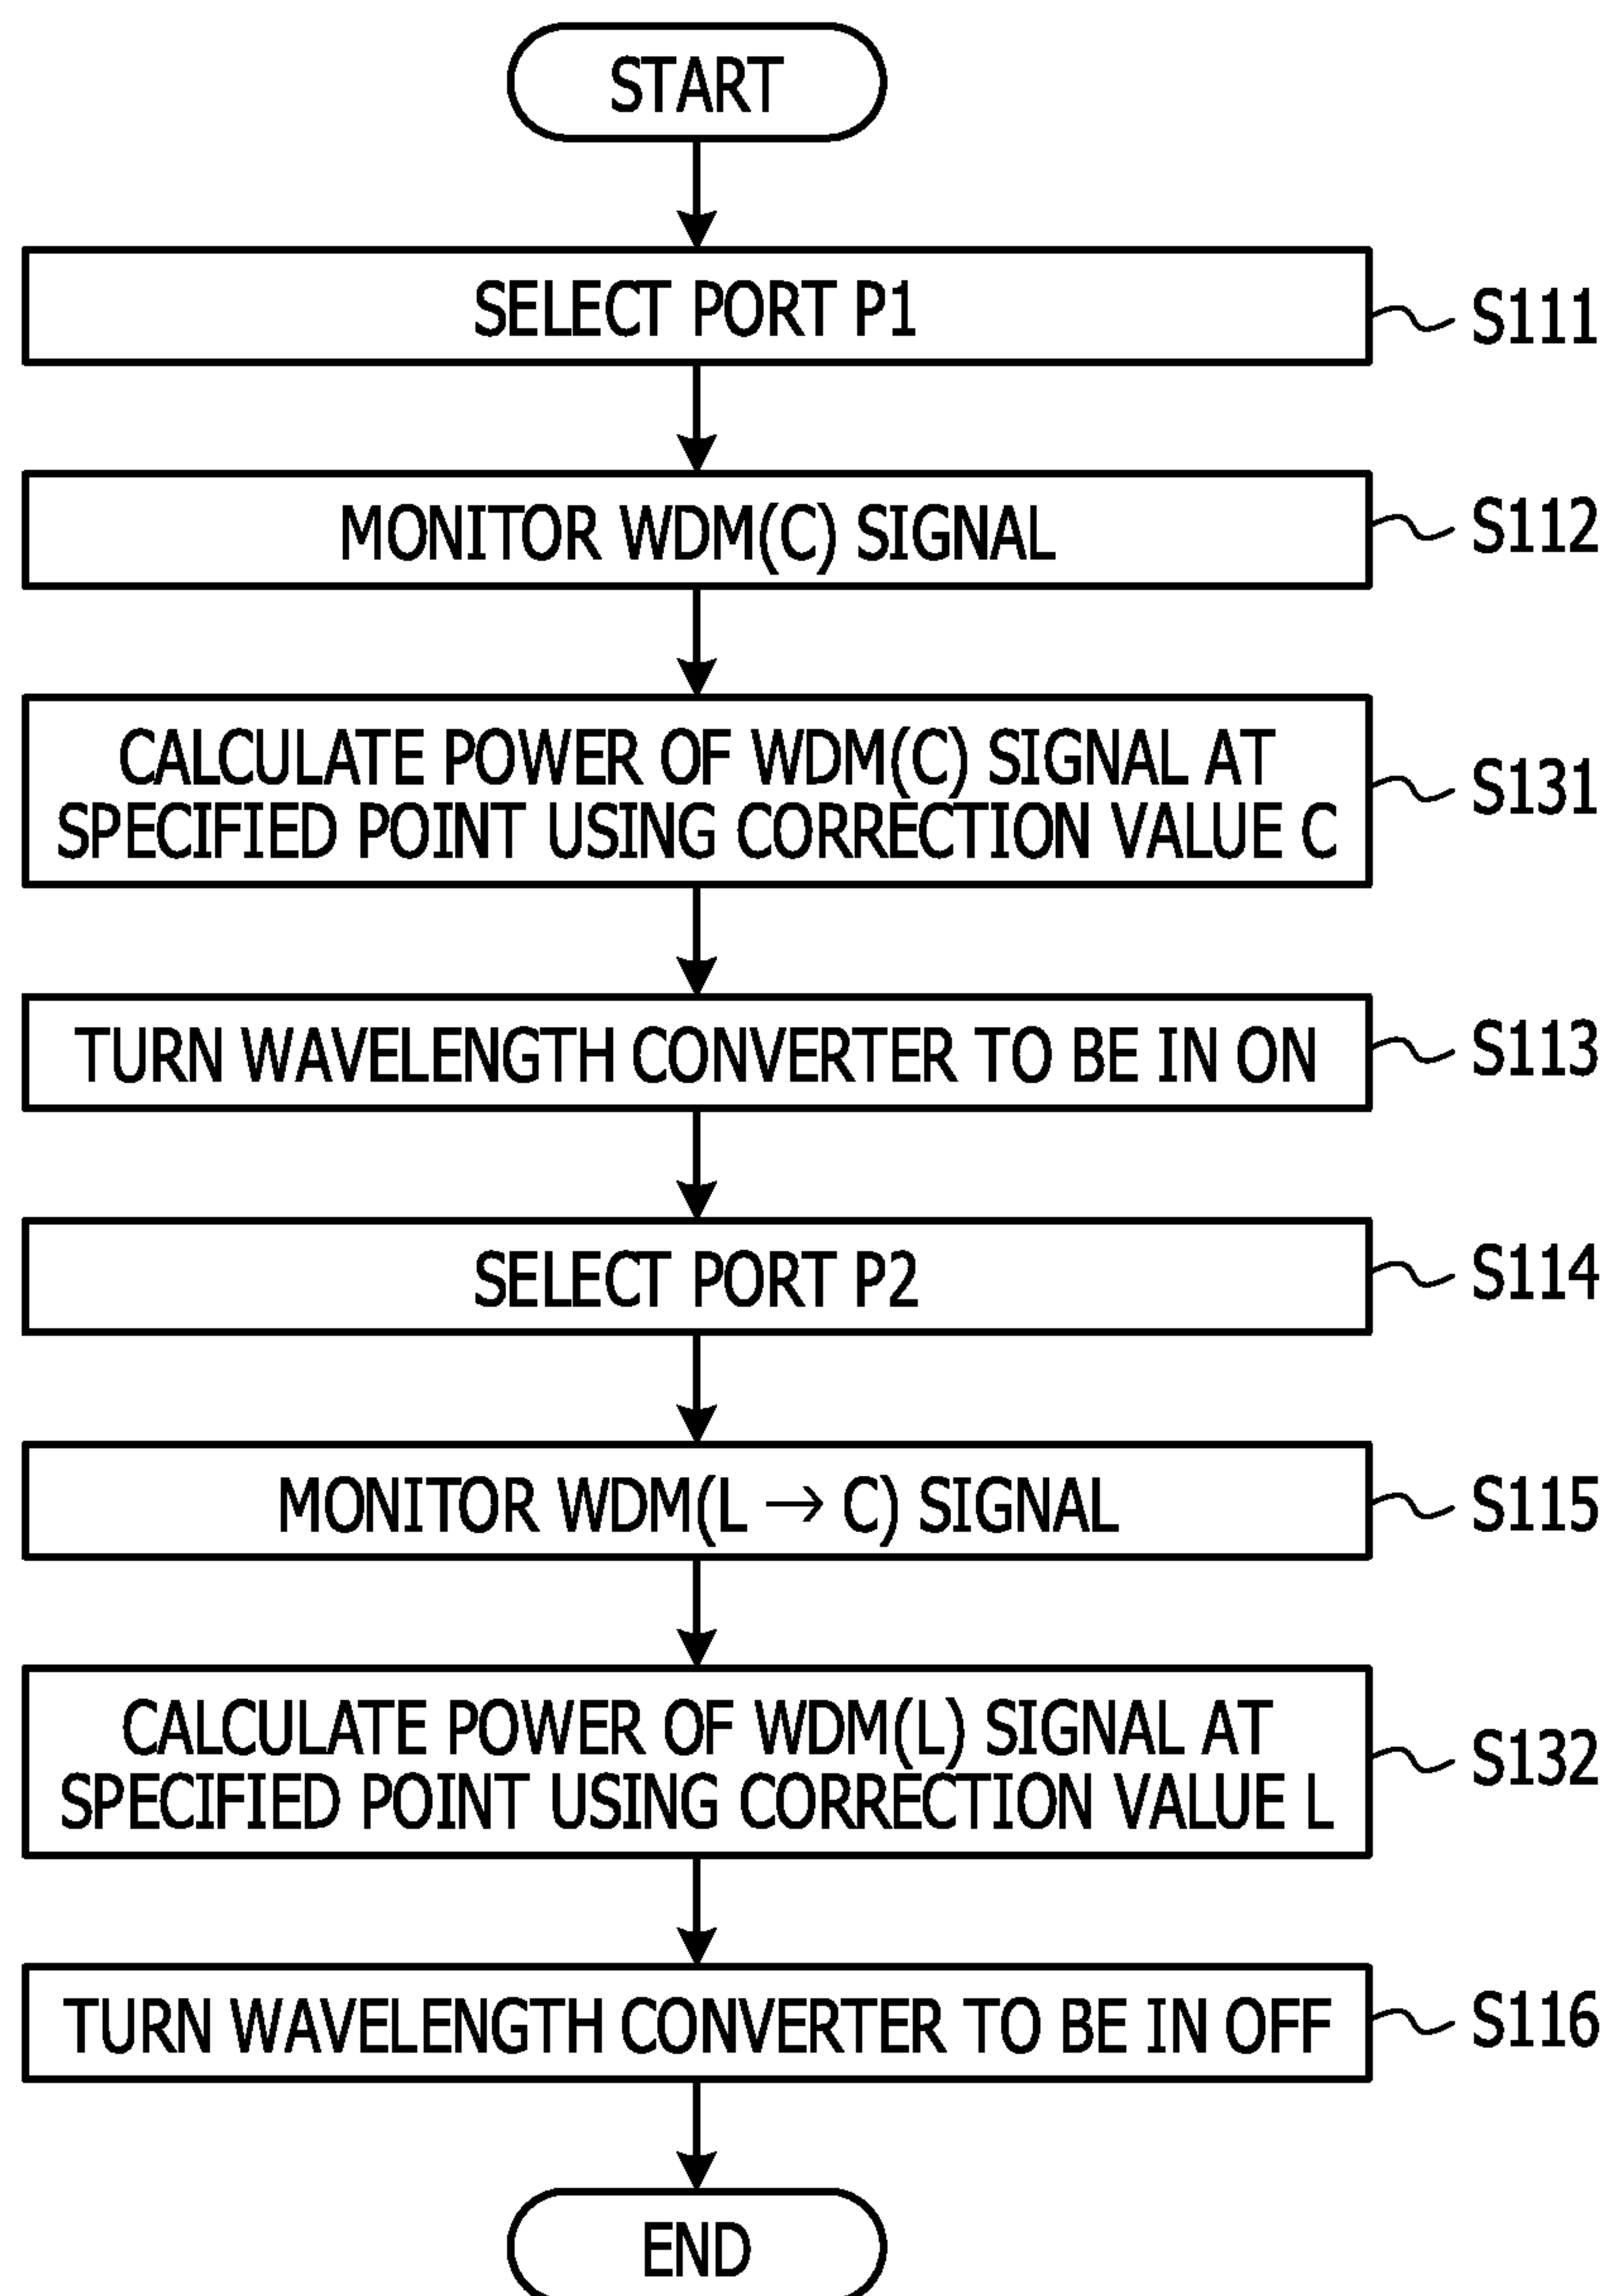 START
SELECT PORT P1
S111
MONITOR WDM(C) SIGNAL
S112
CALCULATE POWER OF WDM(C) SIGNAL AT
SPECIFIED POINT USING CORRECTION VALUE C
S131
TURN WAVELENGTH CONVERTER TO BE IN ON
S113
SELECT PORT P2
S114
MONITOR WDM(L → C) SIGNAL
S115
CALCULATE POWER OF WDM(L) SIGNAL AT
SPECIFIED POINT USING CORRECTION VALUE L
S132
TURN WAVELENGTH CONVERTER TO BE IN OFF
S116
END